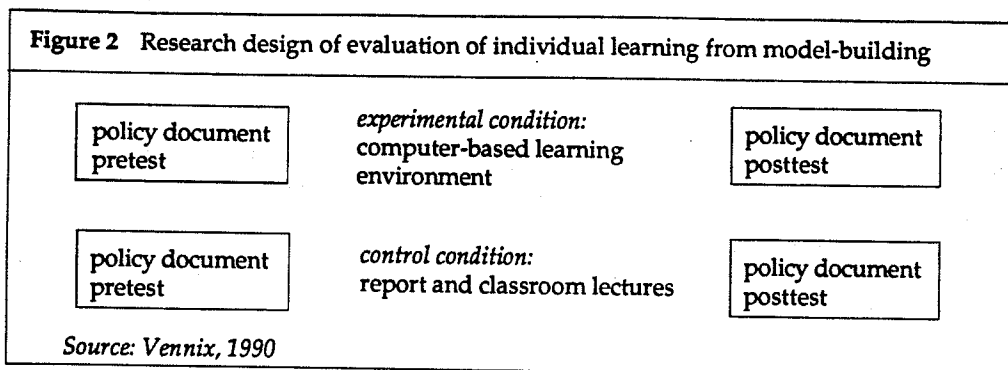 Figure 2 Research design of evaluation of individual learning from model-building
policy document
pretest
experimental condition:
computer-based learning
environment
policy document
posttest
policy document
pretest
control condition:
report and classroom lectures
policy document
posttest
Source: Vennix, 1990